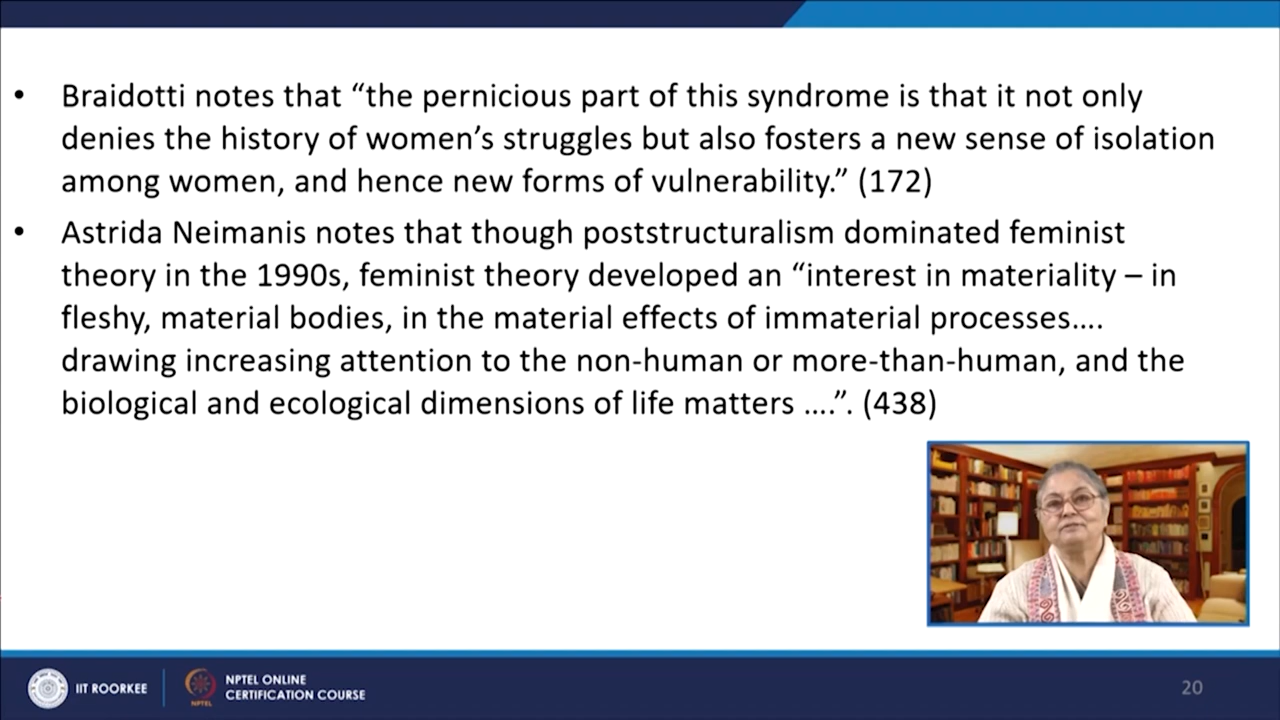 • Braidotti notes that “the pernicious part of this syndrome is that it not only
denies the history of women’s struggles but also fosters a new sense of isolation
among women, and hence new forms of vulnerability.” (172)
• Astrida Neimanis notes that though poststructuralism dominated feminist
theory in the 1990s, feminist theory developed an “interest in materiality – in
fleshy, material bodies, in the material effects of immaterial processes….
drawing increasing attention to the non-human or more-than-human, and the
biological and ecological dimensions of life matters ….”. (438)
IIT ROORKEE
NPTEL
NPTEL ONLINE
CERTIFICATION COURSE
20